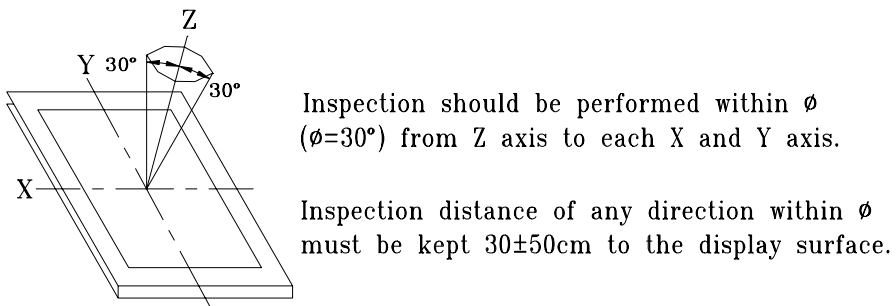 Z
Y 30°
30°
X
Inspection should be performed within ø
(ø=30°) from Z axis to each X and Y axis.
Inspection distance of any direction within ø
must be kept 30±50cm to the display surface.